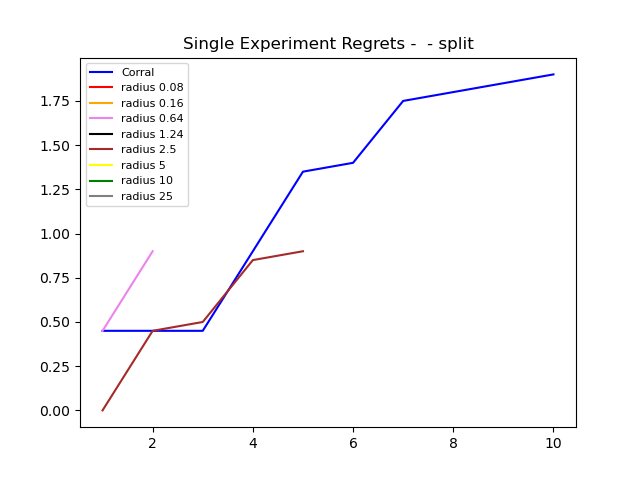 Single Experiment Regrets -  - split
Corral
radius 0.08
radius 0.16
radius 0.64
radius 1.24
radius 2.5
radius 5
radius 10
radius 25
1.75
1.50
1.25
1.00
0.75
0.50
0.25
0.00
2 4 6 8 10